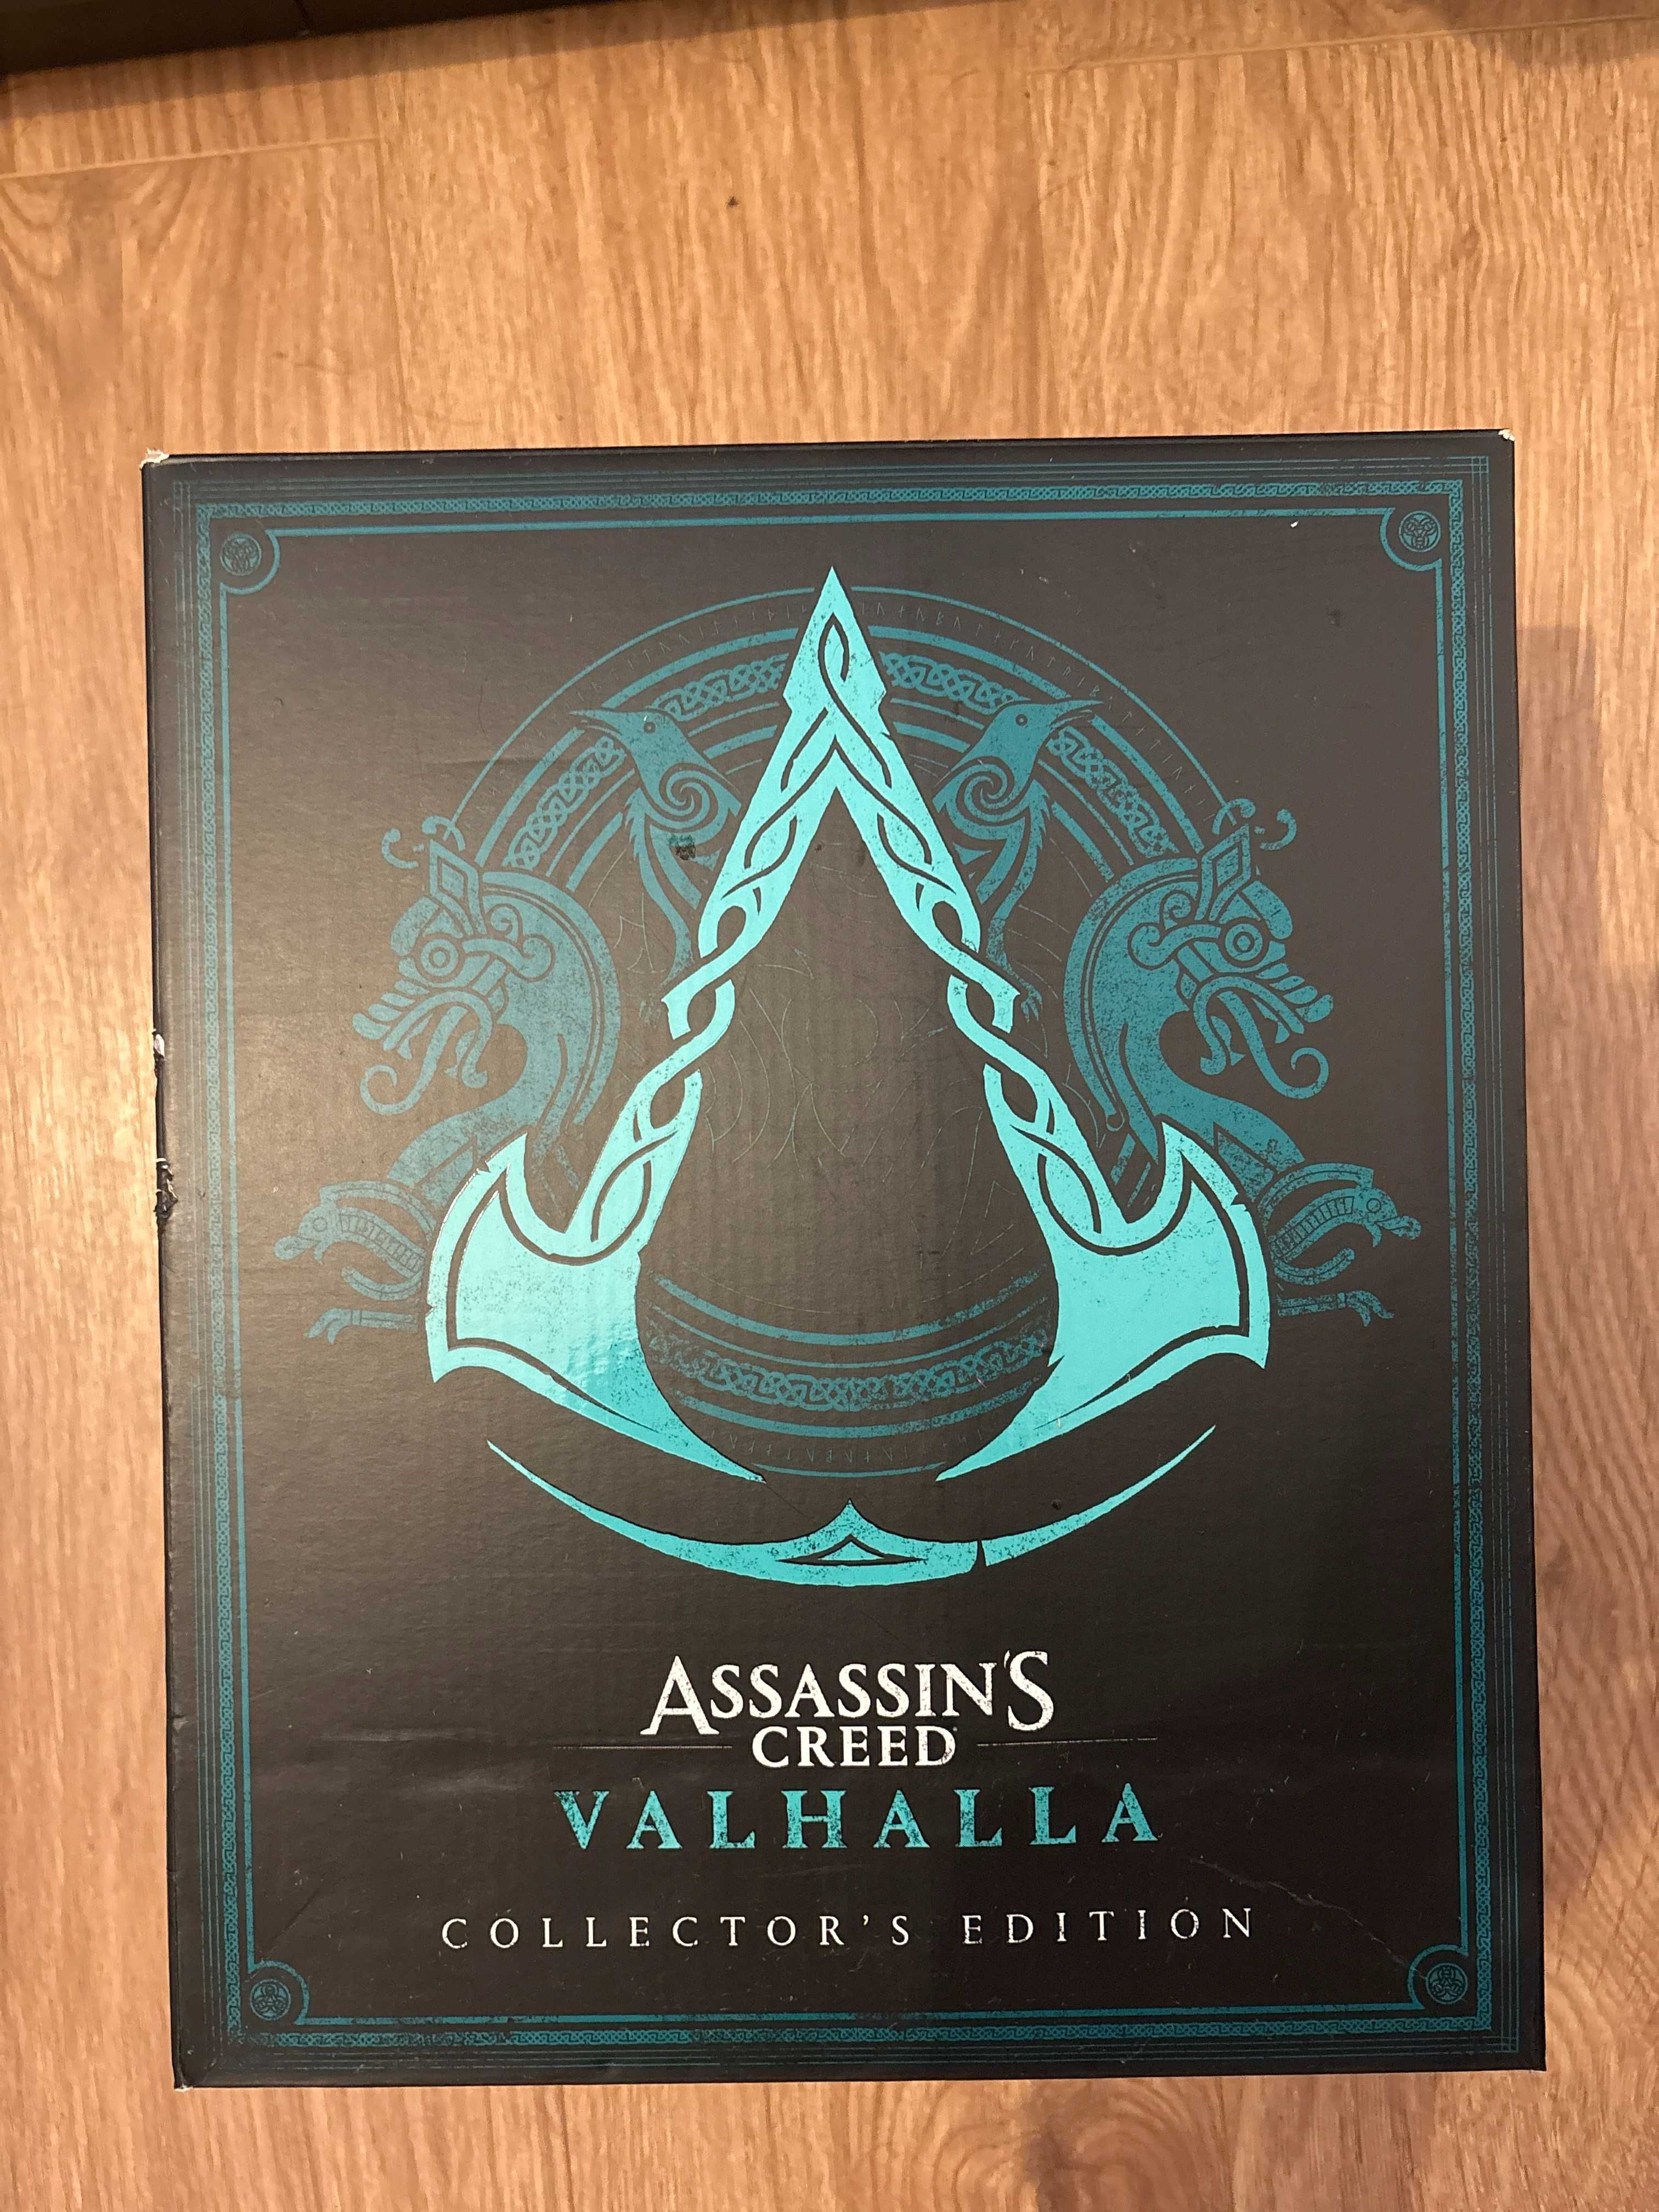 ASSASSIN'S
CREED
VALHALLA
COLLECTOR'S EDITION